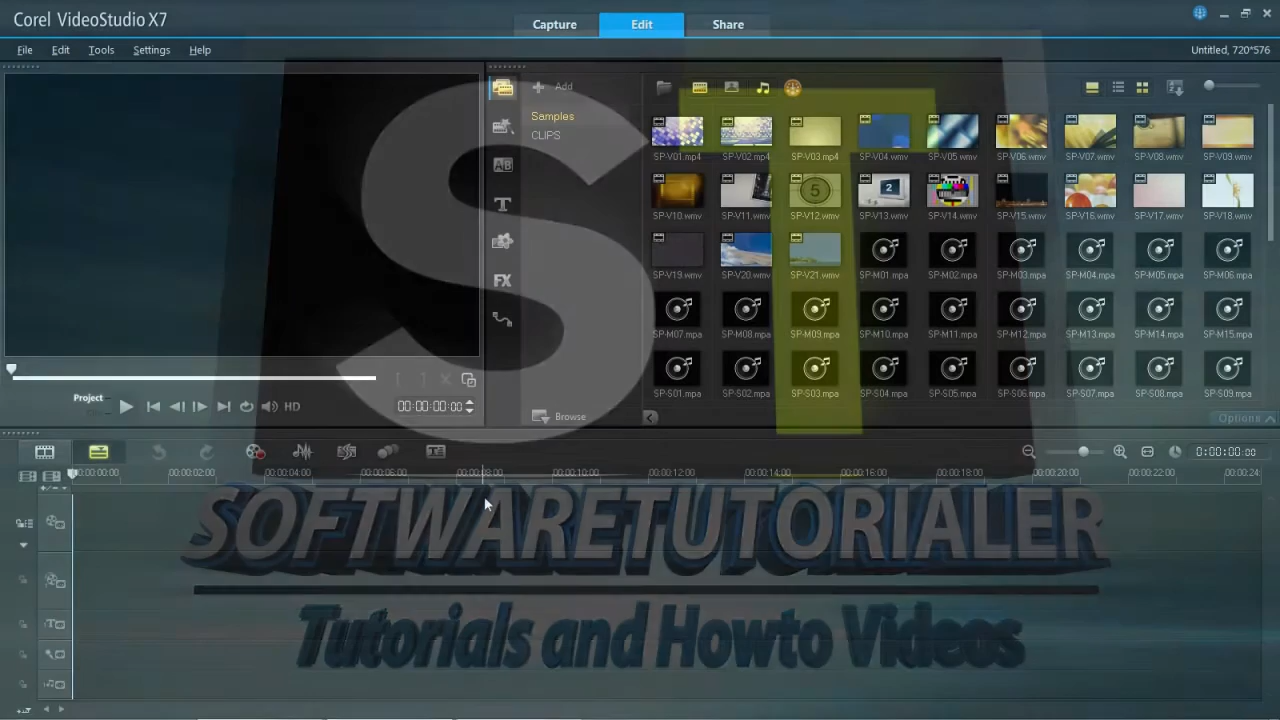 Corel VideoStudio X7
Capture
Edit
Share
File
Edit
Tools
Settings
Help
Untitled, 720*576
Add
Samples
CLIPS
SP-V01.mp4
SP-V02.mp4
SP-V03.mp4
SP-V04.wmv
SP-V05.wmv
SP-V06.wmv
SP-V07.wmv
SP-V08.wmv
SP-V09.wmv
SP-V10.wmv
SP-V11.wmv
SP-V12.wmv
SP-V13.wmv
SP-V14.wmv
SP-V15.wmv
SP-V16.wmv
SP-V17.wmv
SP-V18.wmv
SP-V19.wmv
SP-V20.wmv
SP-V21.wmv
SP-M01.mpa
SP-M02.mpa
SP-M03.mpa
SP-M04.mpa
SP-M05.mpa
SP-M06.mpa
SP-M07.mpa
SP-M08.mpa
SP-M09.mpa
SP-M10.mpa
SP-M11.mpa
SP-M12.mpa
SP-M13.mpa
SP-M14.mpa
SP-M15.mpa
SP-S01.mpa
SP-S02.mpa
SP-S03.mpa
SP-S04.mpa
SP-S05.mpa
SP-S06.mpa
SP-S07.mpa
SP-S08.mpa
SP-S09.mpa
AB
T
FX
5
2
ST
Browse
Options
Project
HD
00:00:00:00
0:00:00:00
00:00:00:00
00:00:02:00
00:00:04:00
00:00:06:00
00:00:08:00
00:00:10:00
00:00:12:00
00:00:14:00
00:00:16:00
00:00:18:00
00:00:20:00
00:00:22:00
00:00:24
SOFTWARETUTORIALER
Tutorials and Howto Videos